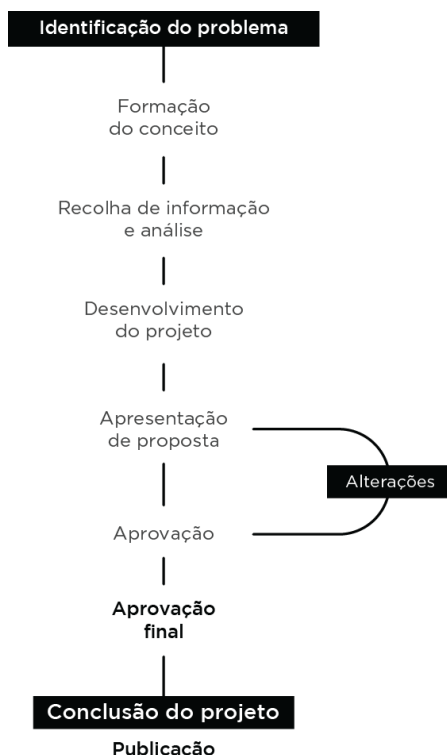 Identificação do problema
Formação
do conceito
Recolha de informação
e análise
Desenvolvimento
do projeto
Apresentação
de proposta
Alterações
Aprovação
Aprovação
final
Conclusão do projeto
Publicação